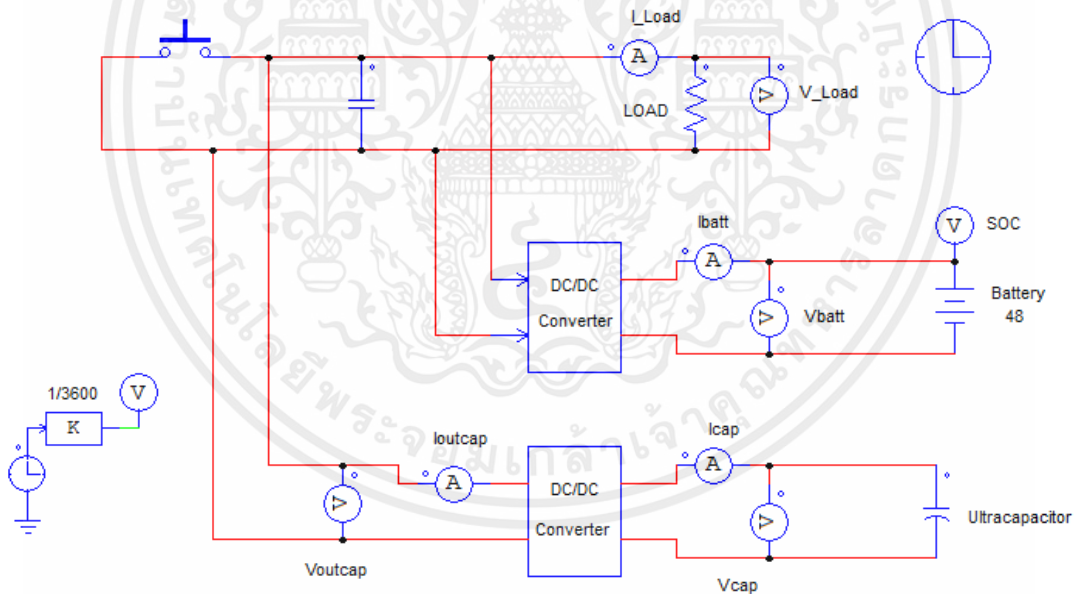 I_Load
A
V_Load
V
LOAD
Ibatt
A
V
SOC
DC/DC
Converter
V
Vbatt
Battery
48
1/3600
V
K
Ioutcap
A
V
Voutcap
DC/DC
Converter
Icap
A
V
Vcap
Ultracapacitor